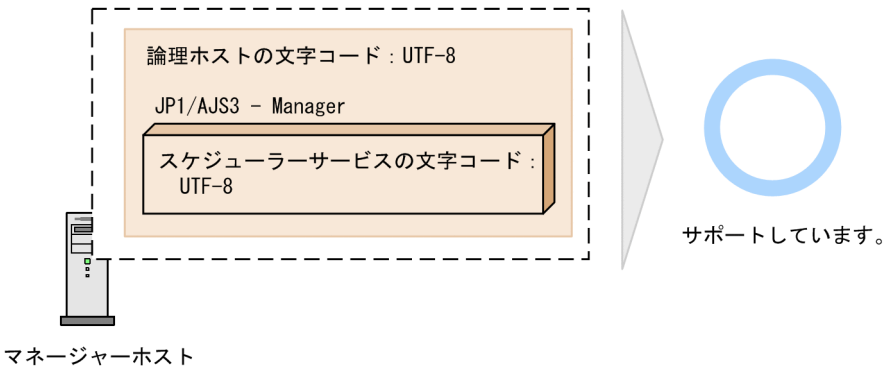 論理ホストの文字コード：UTF-8
JP1/AJS3 - Manager
スケジューラーサービスの文字コード：
UTF-8
サポートしています。
マネージャーホスト